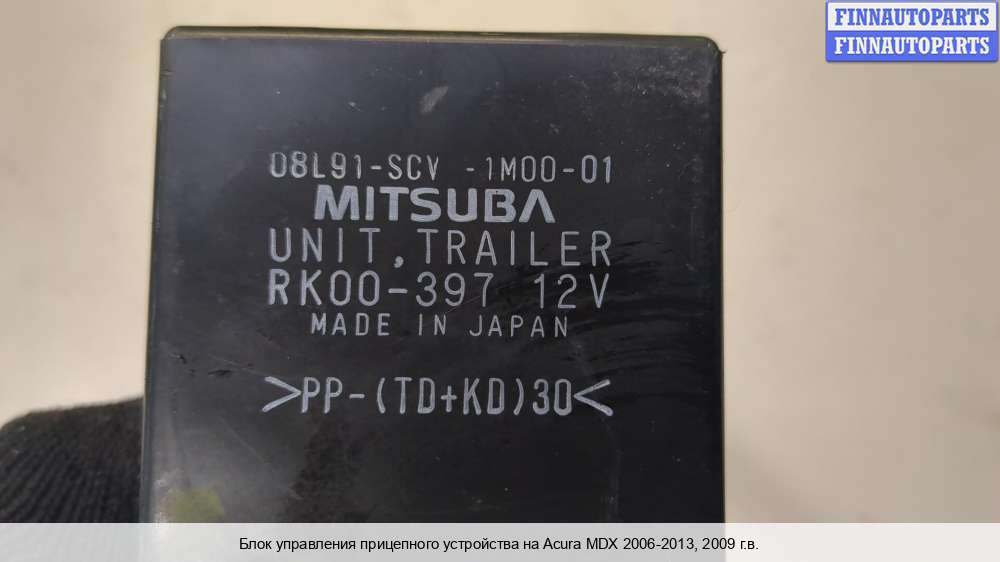 FINNAUTOPARTS
FINNAUTOPARTS
08L91-SCV -1M00-01
MITSUBA
UNIT, TRAILER
RK00-397 12V
MADE IN JAPAN
>PP-(TD+KD)30<
Блок управления прицепного устройства на Acura MDX 2006-2013, 2009 г.в.